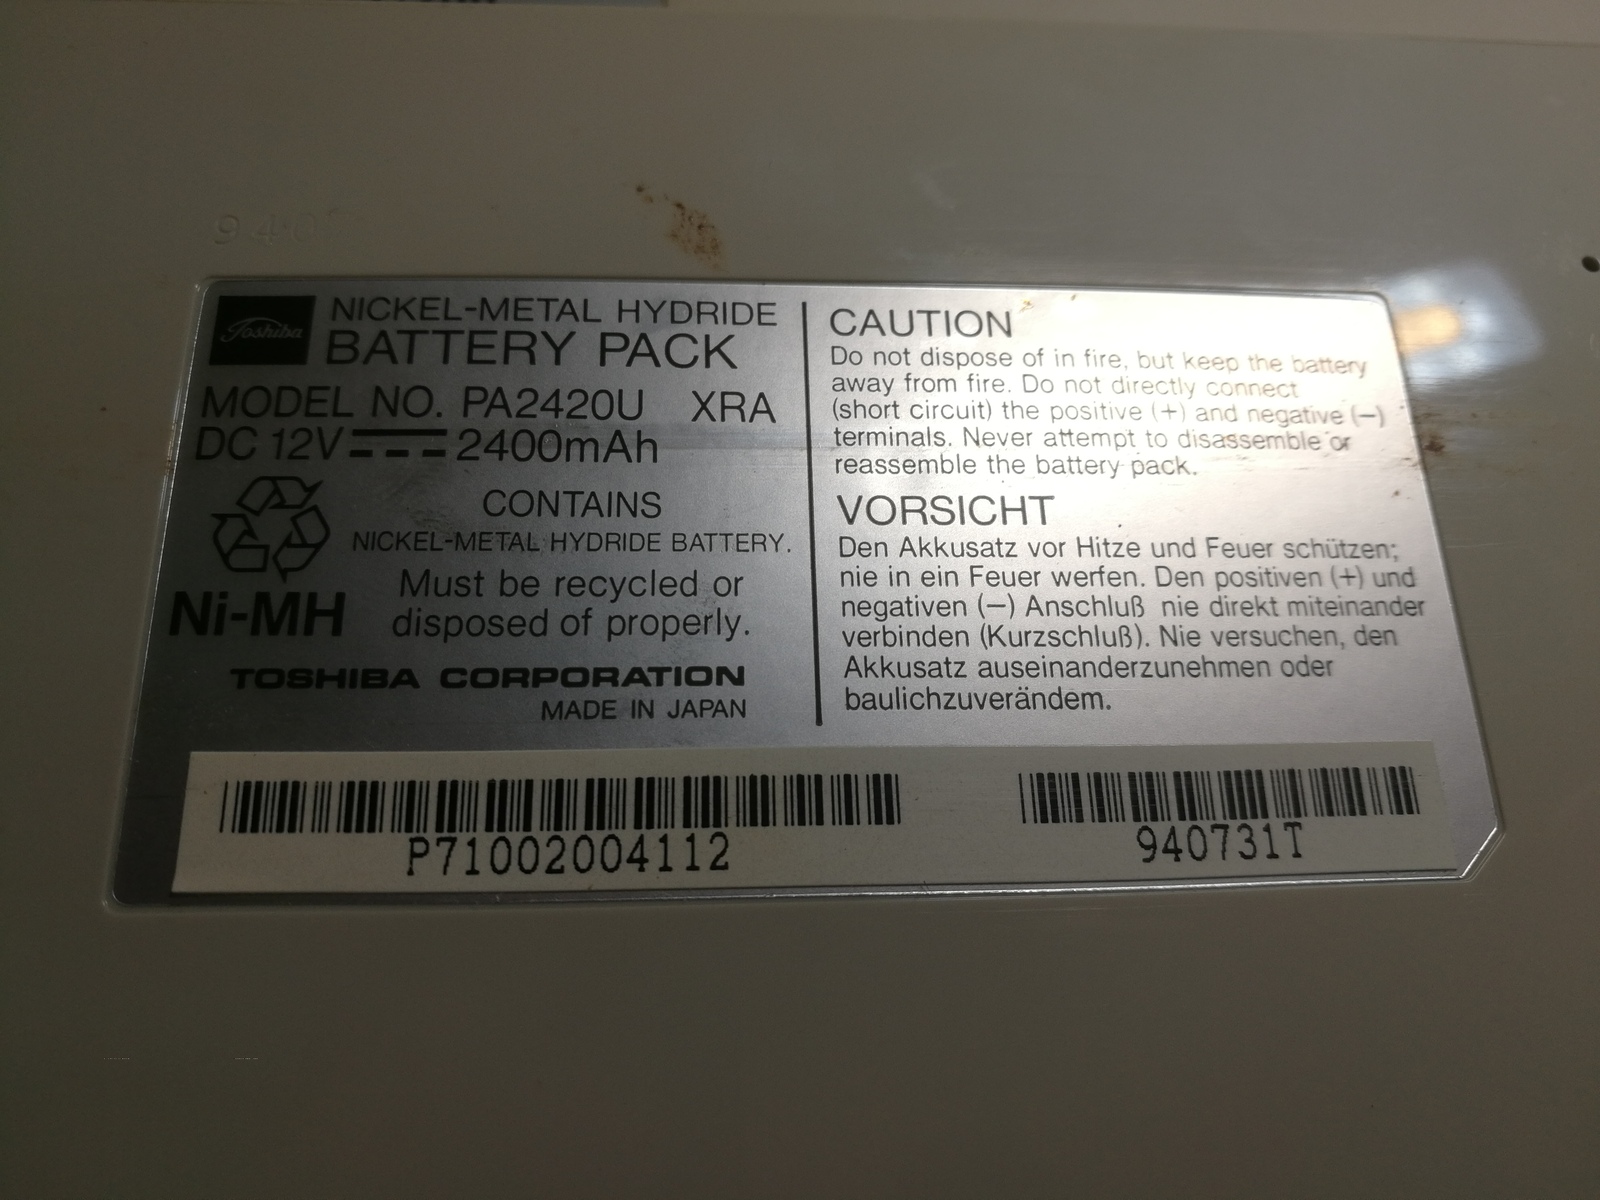 Toshiba
NICKEL-METAL HYDRIDE
BATTERY PACK
MODEL NO. PA2420U XRA
DC 12V 2400mAh
CONTAINS
NICKEL-METAL HYDRIDE BATTERY.
Must be recycled or
disposed of properly.
Ni-MH
TOSHIBA CORPORATION
MADE IN JAPAN
CAUTION
Do not dispose of in fire, but keep the battery
away from fire. Do not directly connect
(short circuit) the positive (+) and negative (−)
terminals. Never attempt to disassemble or
reassemble the battery pack.
VORSICHT
Den Akkusatz vor Hitze und Feuer schützen;
nie in ein Feuer werfen. Den positiven (+) und
negativen (−) Anschluß nie direkt miteinander
verbinden (Kurzschluß). Nie versuchen, den
Akkusatz auseinanderzunehmen oder
baulichzuverändem.
P71002004112
940731T